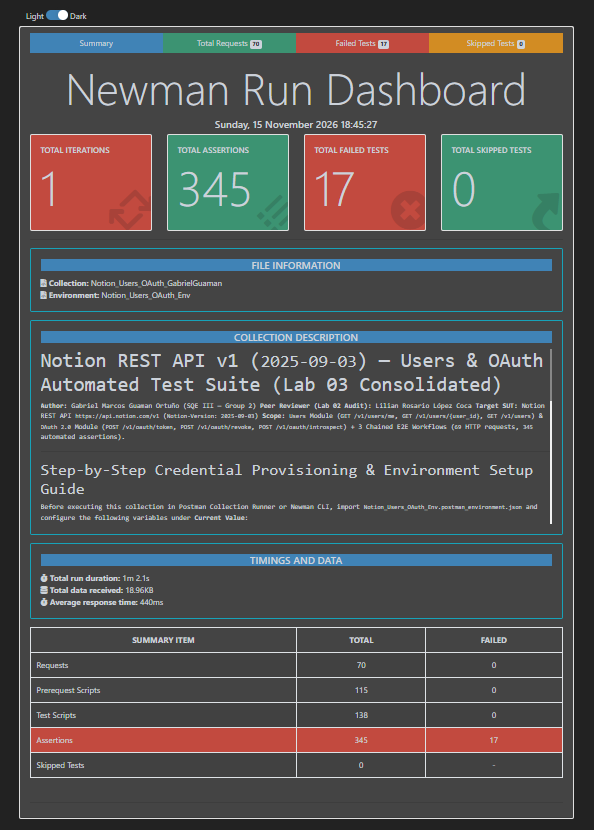 Light Dark
Summary Total Requests 70 Failed Tests 17 Skipped Tests 0
Newman Run Dashboard
Sunday, 15 November 2026 18:45:27
TOTAL ITERATIONS TOTAL ASSERTIONS TOTAL FAILED TESTS TOTAL SKIPPED TESTS
1 345 17 0
FILE INFORMATION
Collection: Notion_Users_OAuth_GabrielGuaman
Environment: Notion_Users_OAuth_Env
COLLECTION DESCRIPTION
Notion REST API v1 (2025-09-03) — Users & OAuth
Automated Test Suite (Lab 03 Consolidated)
Author: Gabriel Marcos Guaman Ortuño (SQE III — Group 2) Peer Reviewer (Lab 02 Audit): Lilian Rosario López Coca Target SUT: Notion
REST API https://api.notion.com/v1 (Notion-Version: 2025-09-03) Scope: Users Module (GET /v1/users/me, GET /v1/users/{user_id}, GET /v1/users) &
OAuth 2.0 Module (POST /v1/oauth/token, POST /v1/oauth/revoke, POST /v1/oauth/introspect) + 3 Chained E2E Workflows (69 HTTP requests, 345
automated assertions).
Step-by-Step Credential Provisioning & Environment Setup
Guide
Before executing this collection in Postman Collection Runner or Newman CLI, import Notion_Users_OAuth_Env.postman_environment.json and
configure the following variables under Current Value:
TIMINGS AND DATA
Total run duration: 1m 2.1s
Total data received: 18.96KB
Average response time: 440ms
SUMMARY ITEM TOTAL FAILED
Requests 70 0
Prerequest Scripts 115 0
Test Scripts 138 0
Assertions 345 17
Skipped Tests 0 -